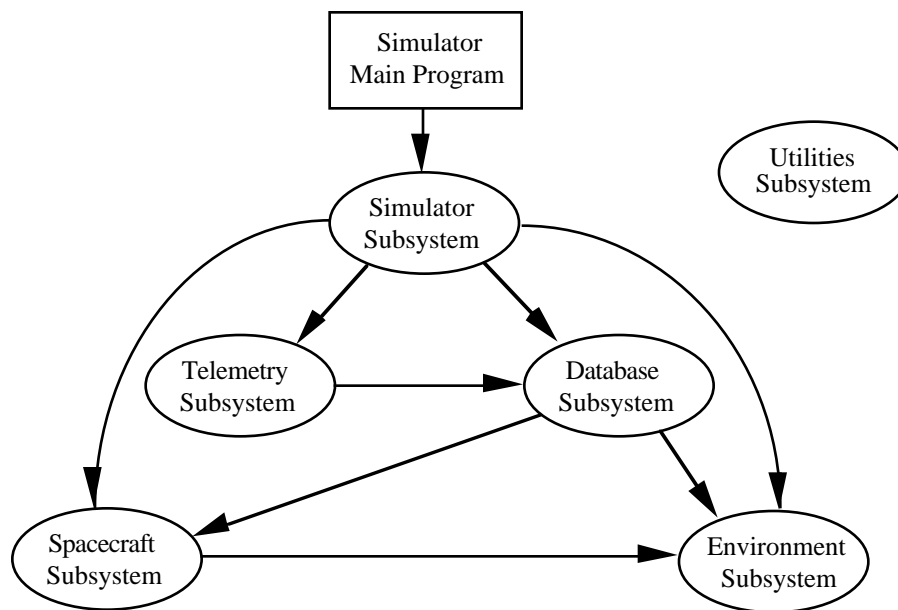 Simulator
Main Program
Utilities
Subsystem
Simulator
Subsystem
Telemetry
Subsystem
Database
Subsystem
Spacecraft
Subsystem
Environment
Subsystem